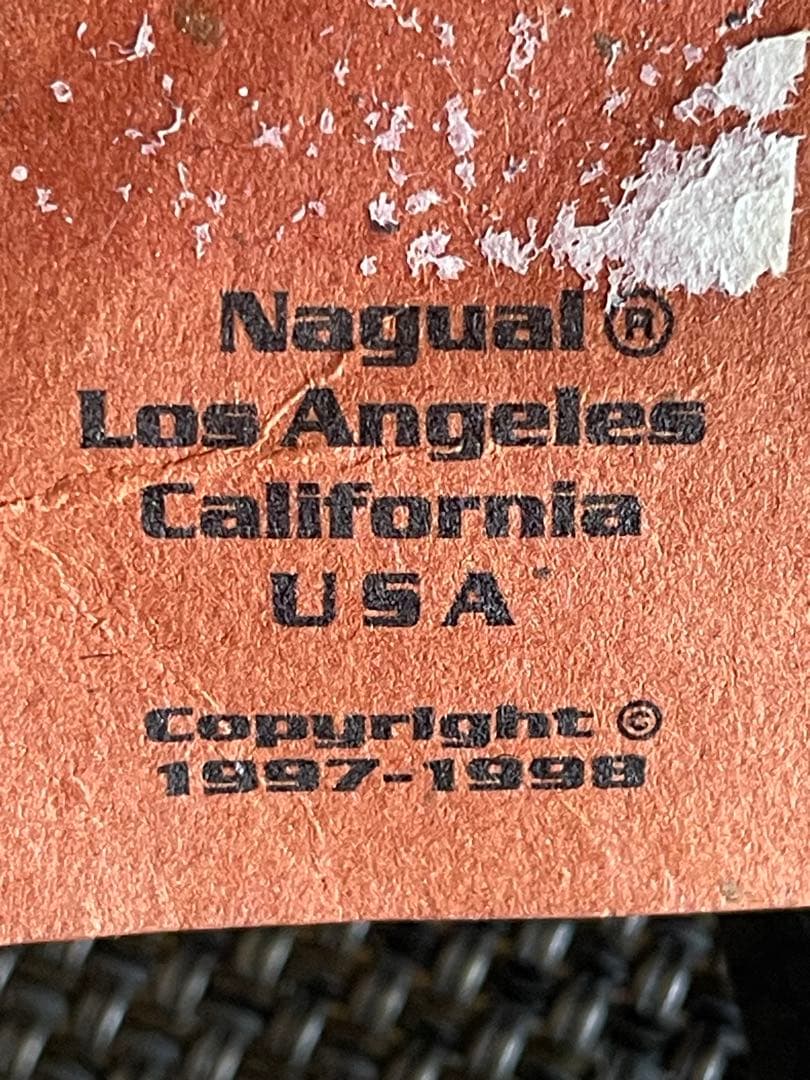 Nagual ®
Los Angeles
California
USA
Copyright ©
1997-1998